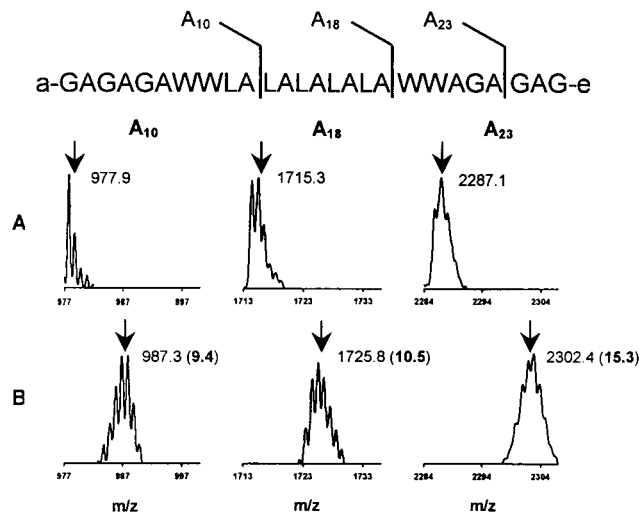 A10 A18 A23
a-GAGAGAWWLA LALALALA WWAGA GAG-e
A10 A18 A23
977.9 1715.3 2287.1
A
977 987 997 1713 1723 1733 2284 2294 2304
987.3 (9.4) 1725.8 (10.5) 2302.4 (15.3)
B
977 987 997 1713 1723 1733 2284 2294 2304
m/z m/z m/z